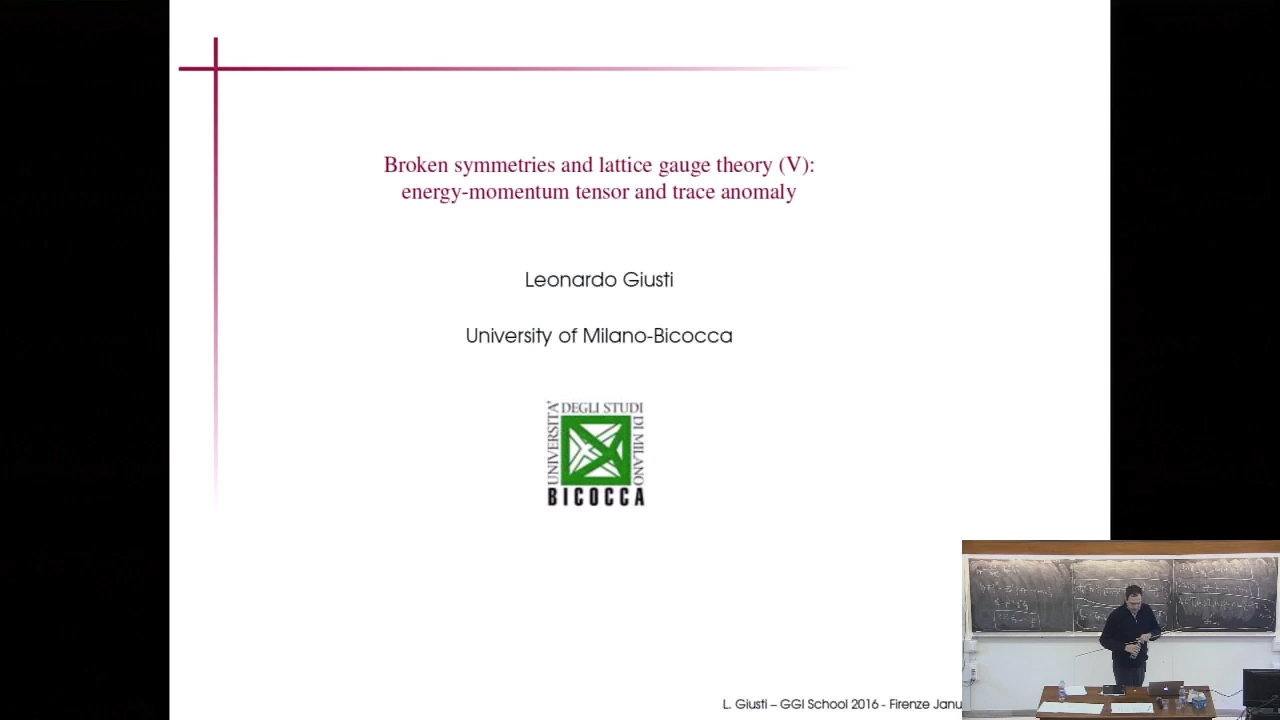 Broken symmetries and lattice gauge theory (V):
energy-momentum tensor and trace anomaly
Leonardo Giusti
University of Milano-Bicocca
UNIVERSITA'
DEGLI STUDI
DI MILANO
BICOCCA
L. Giusti – GGI School 2016 - Firenze Janu